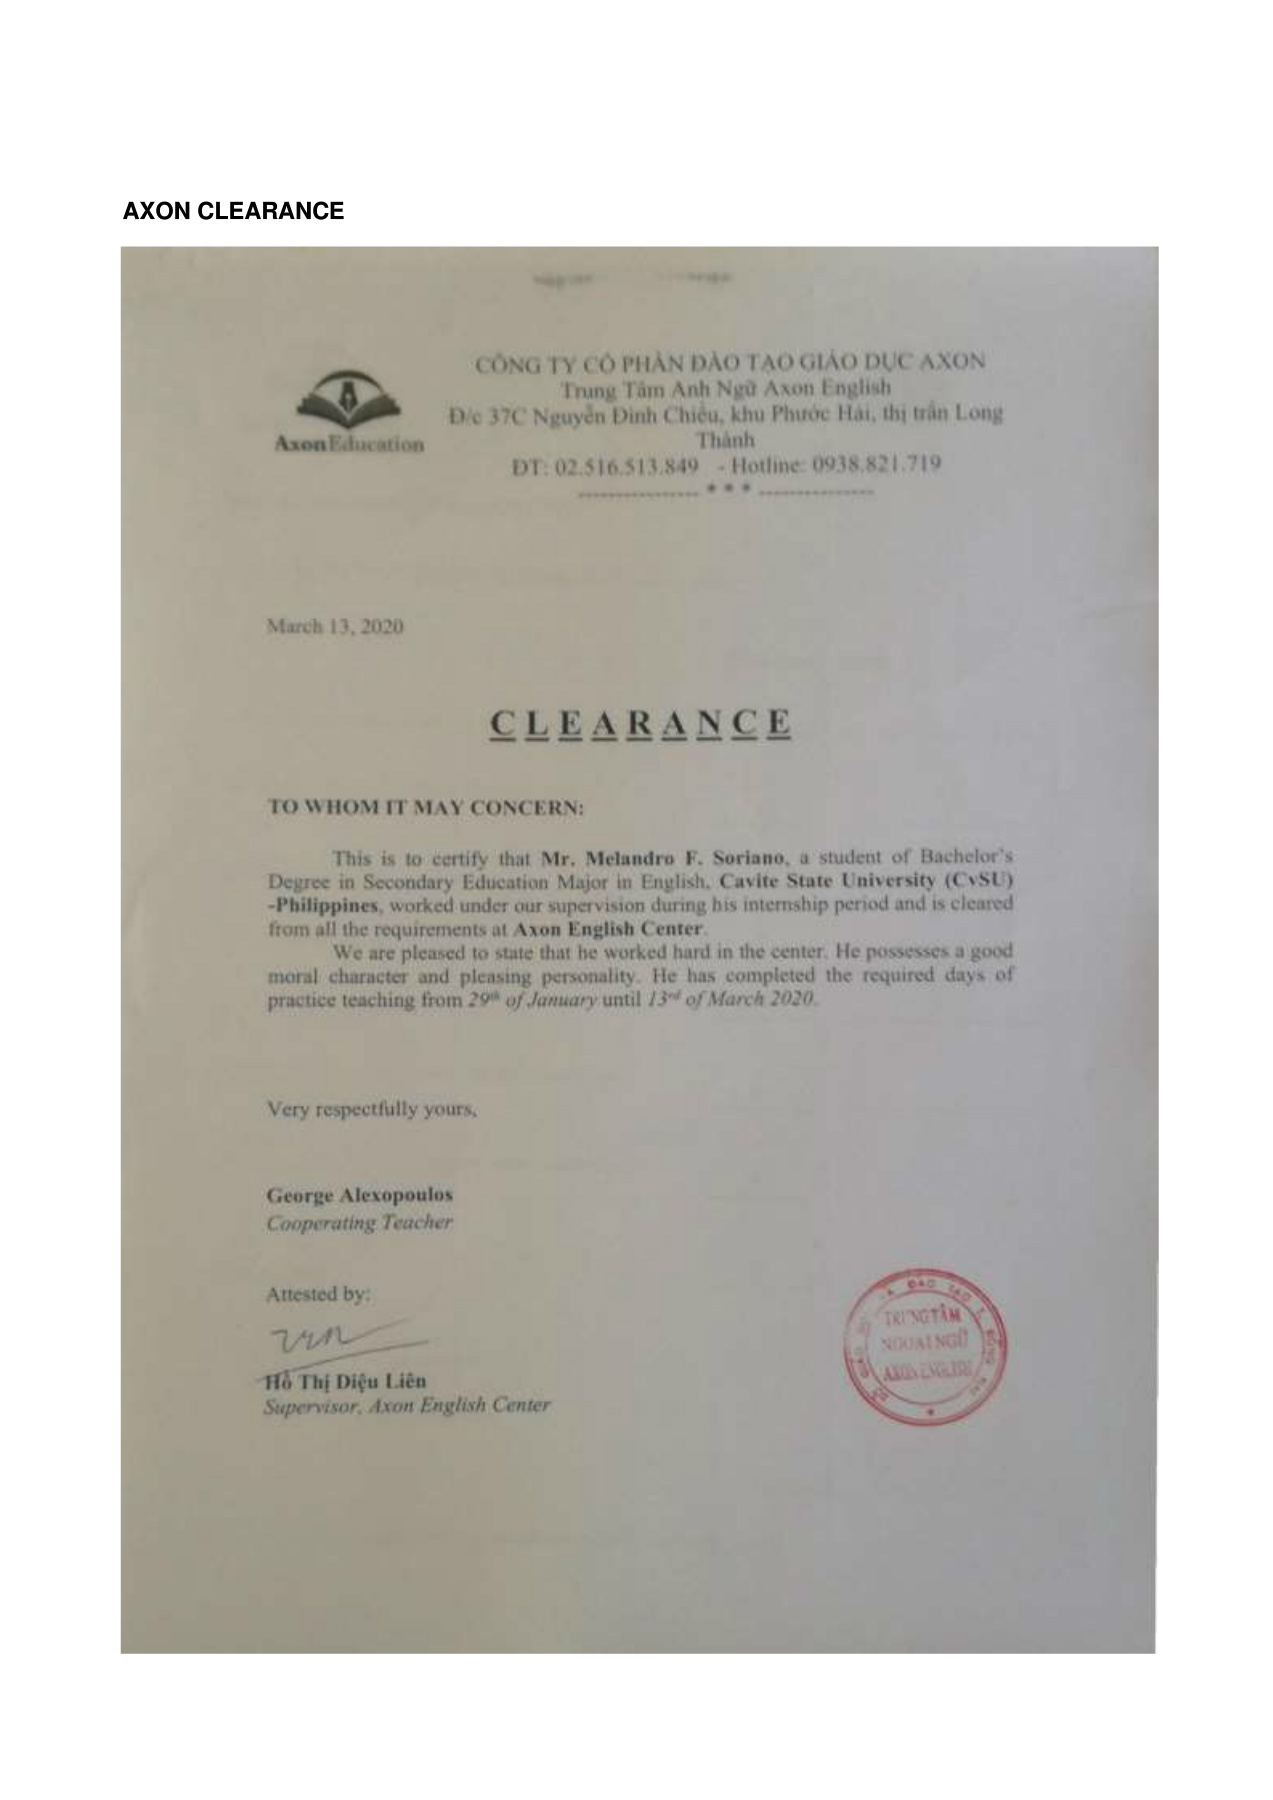 AXON CLEARANCE
CÔNG TY CỔ PHẦN ĐÀO TẠO GIÁO DỤC AXON
Trung Tâm Anh Ngữ Axon English
Đ/c 37C Nguyễn Đình Chiểu, khu Phước Hải, thị trấn Long
Thành
ĐT: 02.516.513.849 - Hotline: 0938.821.719
---------------- * * * ----------------
AxonEducation
March 13, 2020
CLEARANCE
TO WHOM IT MAY CONCERN:
This is to certify that Mr. Melandro F. Soriano, a student of Bachelor's
Degree in Secondary Education Major in English, Cavite State University (CvSU)
-Philippines, worked under our supervision during his internship period and is cleared
from all the requirements at Axon English Center.
We are pleased to state that he worked hard in the center. He possesses a good
moral character and pleasing personality. He has completed the required days of
practice teaching from 29th of January until 13rd of March 2020.
Very respectfully yours,
George Alexopoulos
Cooperating Teacher
Attested by:
Hồ Thị Diệu Liên
Supervisor, Axon English Center
TRUNG TÂM
NGOẠI NGỮ
AXON ENGLISH